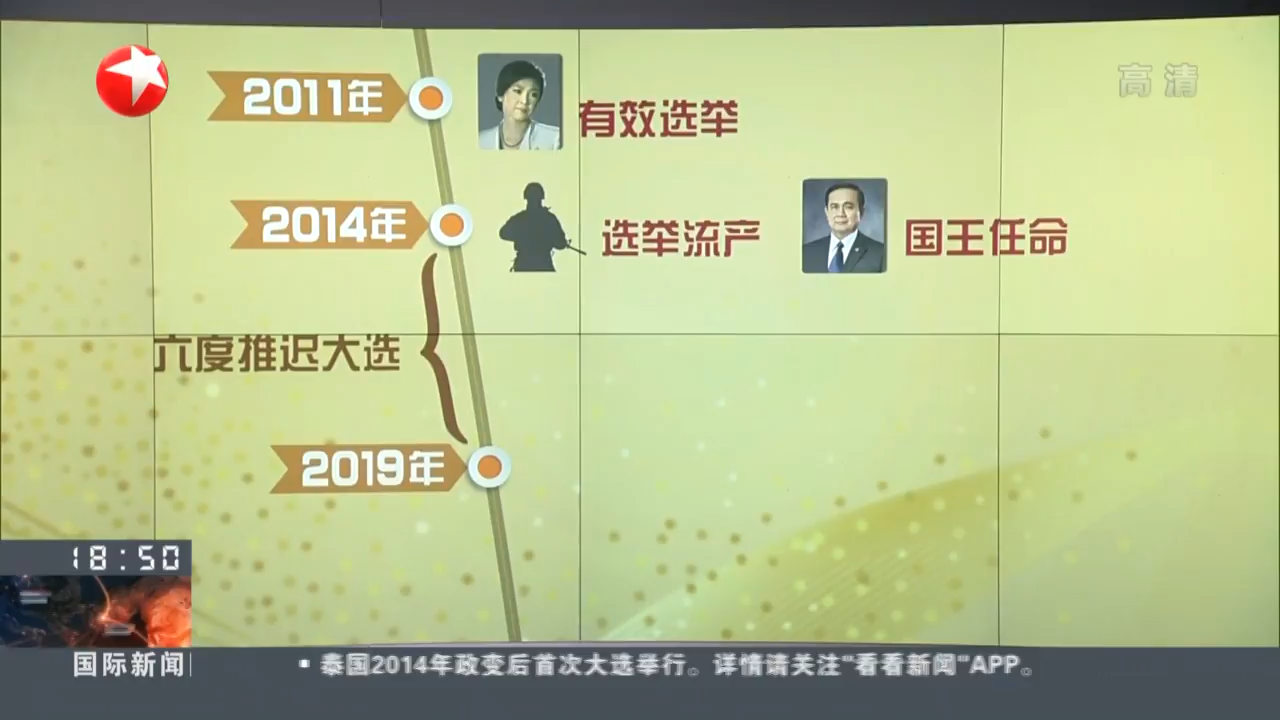 2011年
有效选举
高清
2014年
选举流产
国王任命
六度推迟大选
2019年
18:50
国际新闻
▪ 泰国2014年政变后首次大选举行。详情请关注"看看新闻"APP。